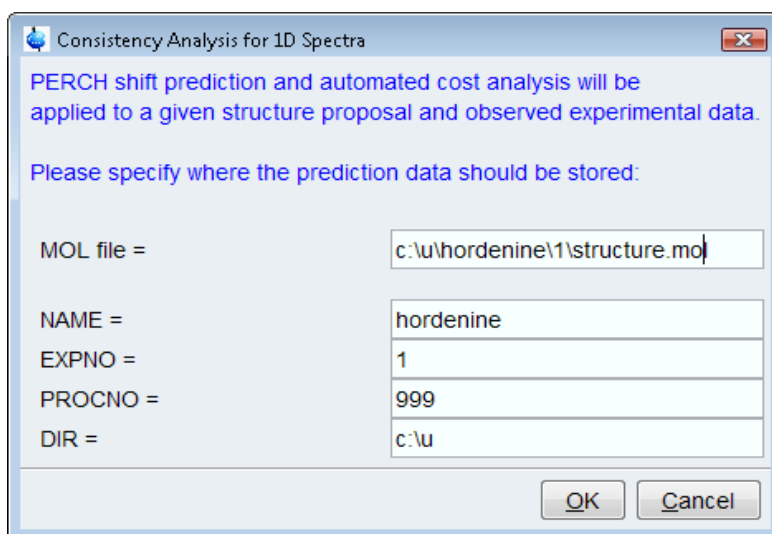 Consistency Analysis for 1D Spectra
PERCH shift prediction and automated cost analysis will be
applied to a given structure proposal and observed experimental data.
Please specify where the prediction data should be stored:
MOL file = c:\u\hordenine\1\structure.mol
NAME = hordenine
EXPNO = 1
PROCNO = 999
DIR = c:\u
OK Cancel